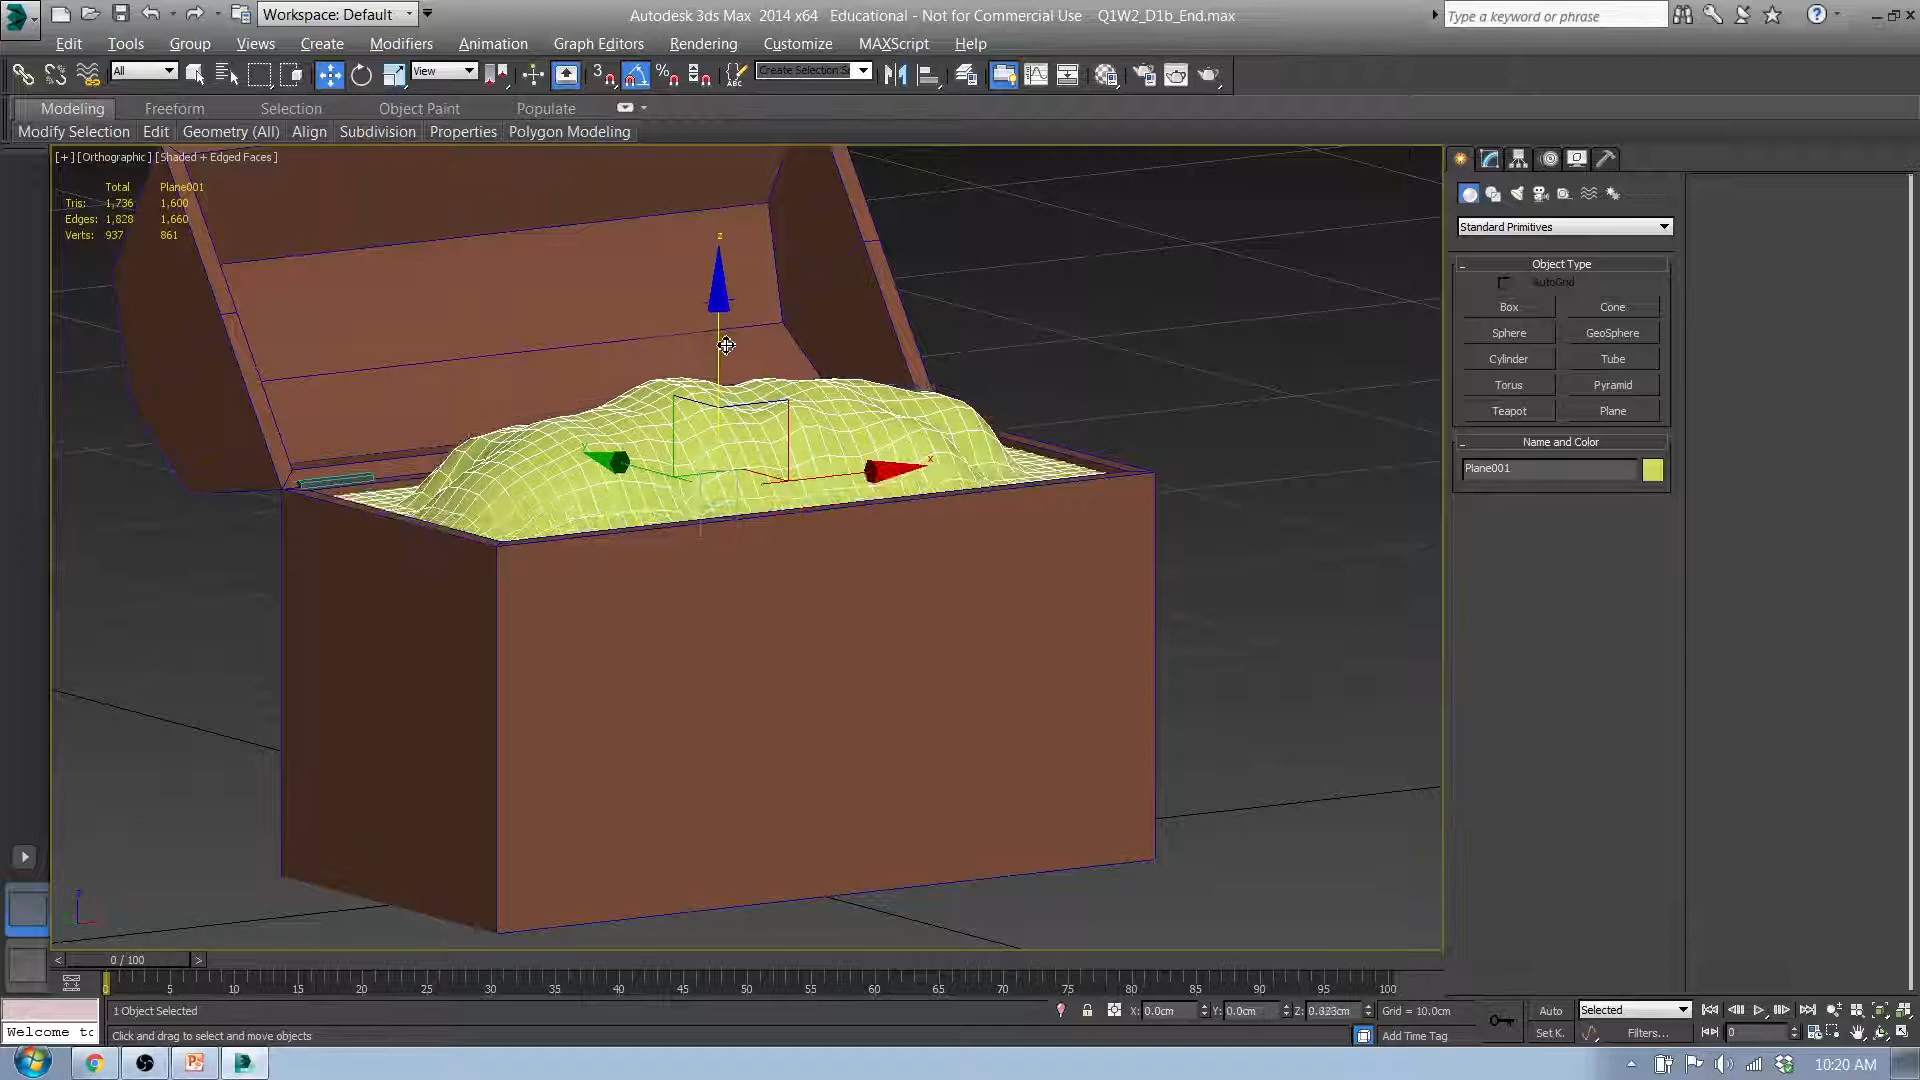 Workspace: Default
Autodesk 3ds Max 2014 x64 Educational - Not for Commercial Use Q1W2_D1b_End.max
Type a keyword or phrase
Edit Tools Group Views Create Modifiers Animation Graph Editors Rendering Customize MAXScript Help
All View 3 Create Selection Se
Modeling Freeform Selection Object Paint Populate
Modify Selection Edit Geometry (All) Align Subdivision Properties Polygon Modeling
[+] [Orthographic] [Shaded + Edged Faces]
Total Plane001
Tris: 1,736 1,600
Edges: 1,828 1,660
Verts: 937 861
z
x
Standard Primitives
- Object Type
AutoGrid
Box Cone
Sphere GeoSphere
Cylinder Tube
Torus Pyramid
Teapot Plane
- Name and Color
Plane001
< 0 / 100 >
0 5 10 15 20 25 30 35 40 45 50 55 60 65 70 75 80 85 90 95 100
1 Object Selected X: 0.0cm Y: 0.0cm Z: 0.323cm Grid = 10.0cm Auto Selected
Welcome to Click and drag to select and move objects Add Time Tag Set K. Filters... 0
10:20 AM